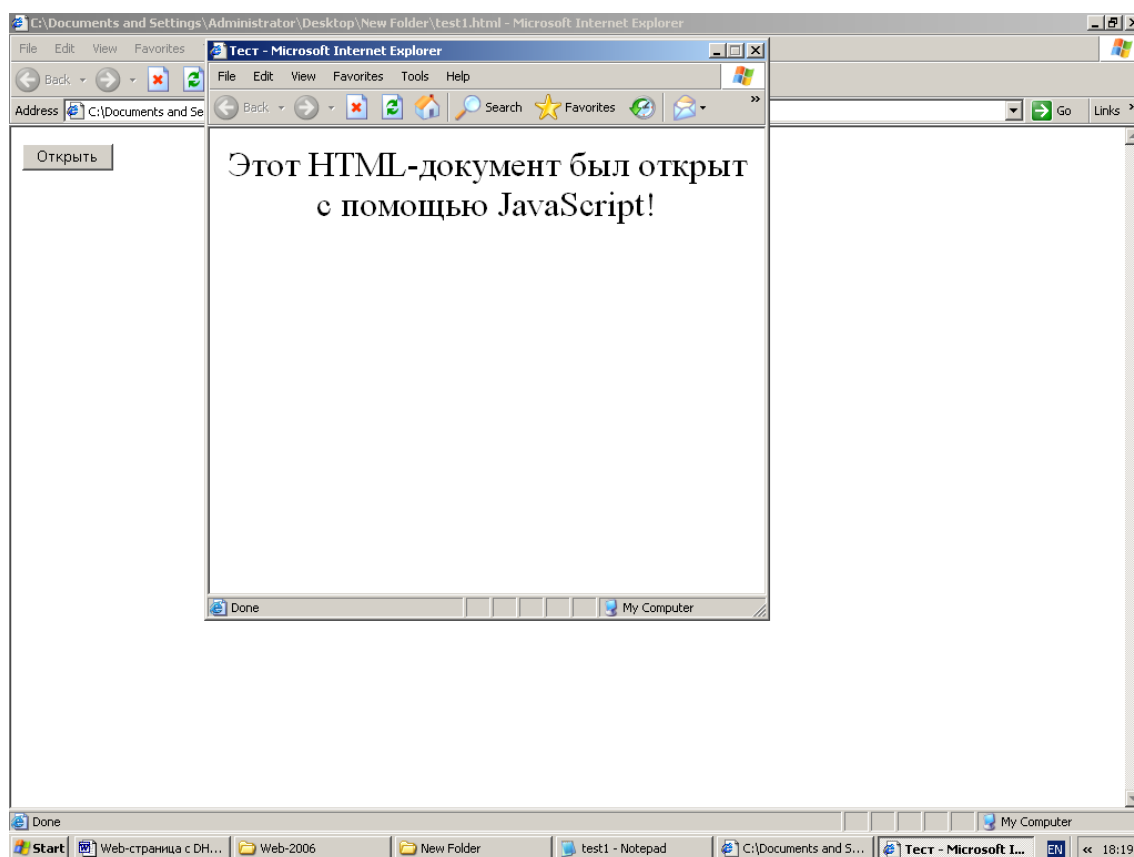 C:\Documents and Settings\Administrator\Desktop\New Folder\test1.html - Microsoft Internet Explorer
File Edit View Favorites
Back
Address C:\Documents and Se
Go Links
Открыть
Тест - Microsoft Internet Explorer
File Edit View Favorites Tools Help
Back Search Favorites
Этот HTML-документ был открыт
с помощью JavaScript!
Done My Computer
Done My Computer
Start Web-страница с DH... Web-2006 New Folder test1 - Notepad C:\Documents and S... Тест - Microsoft I... EN « 18:19